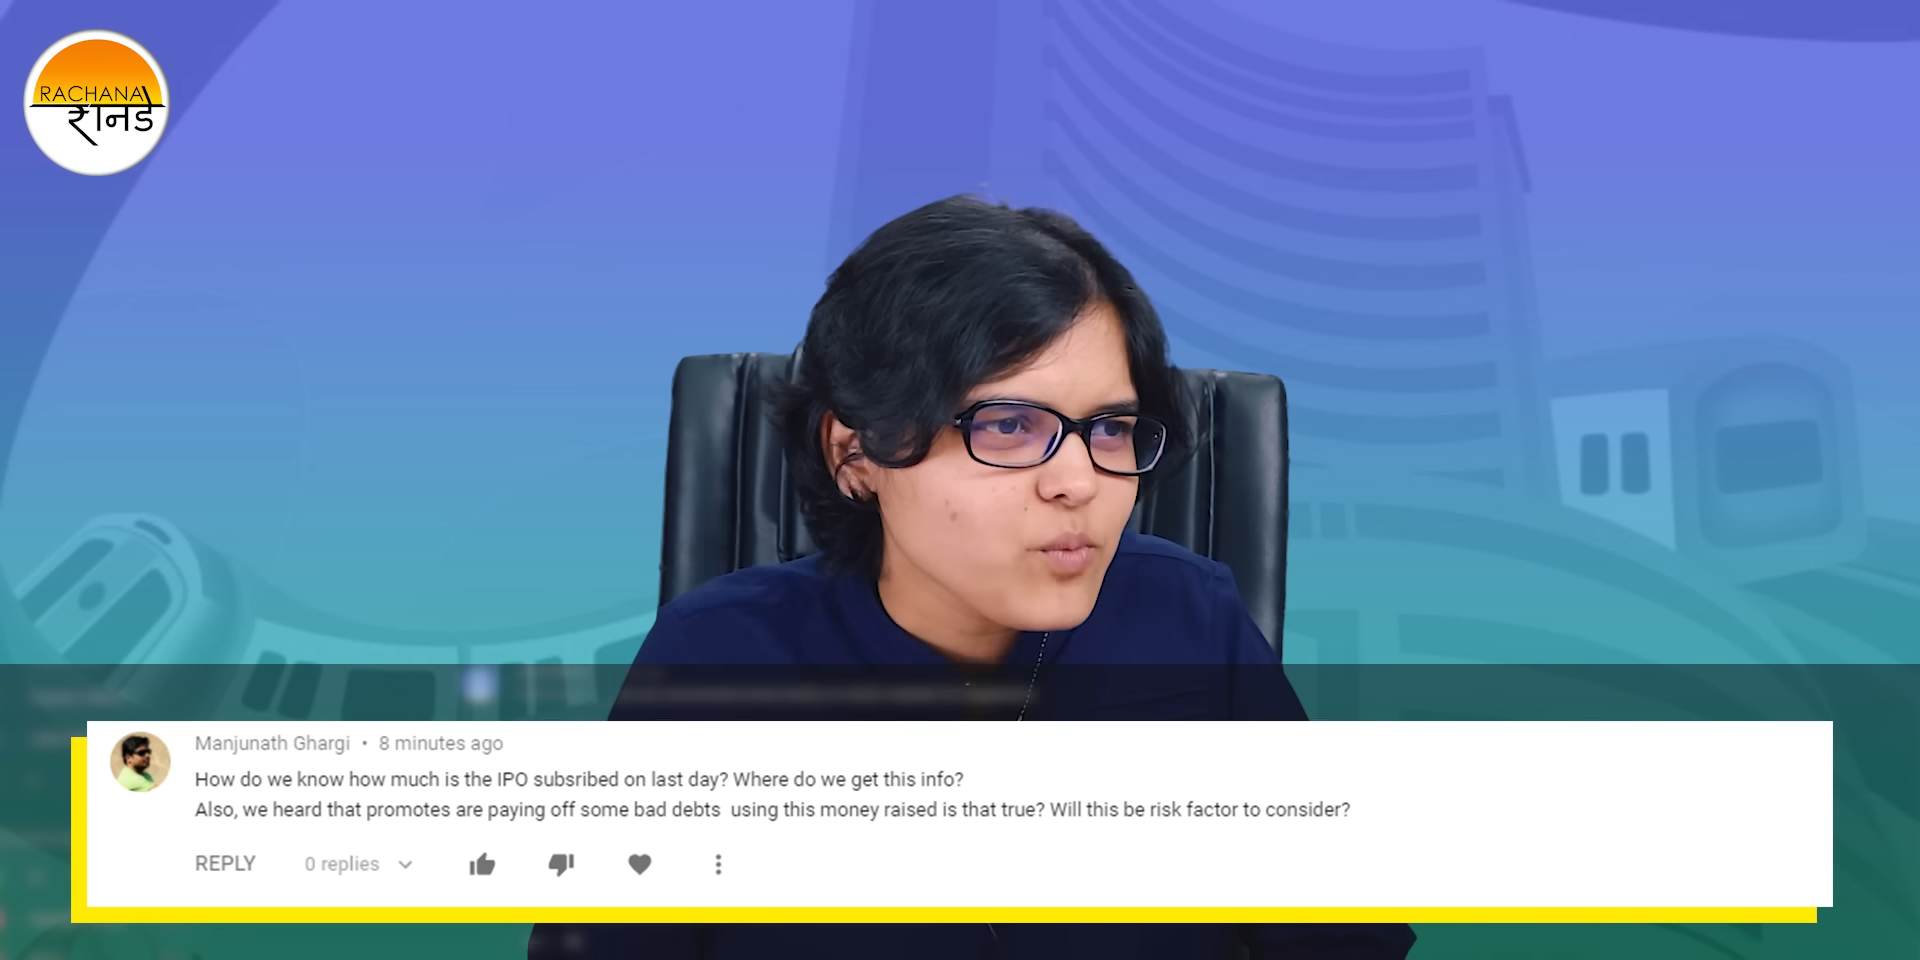 RACHANA
रानडे
Manjunath Ghargi • 8 minutes ago
How do we know how much is the IPO subsribed on last day? Where do we get this info?
Also, we heard that promotes are paying off some bad debts  using this money raised is that true? Will this be risk factor to consider?
REPLY 0 replies